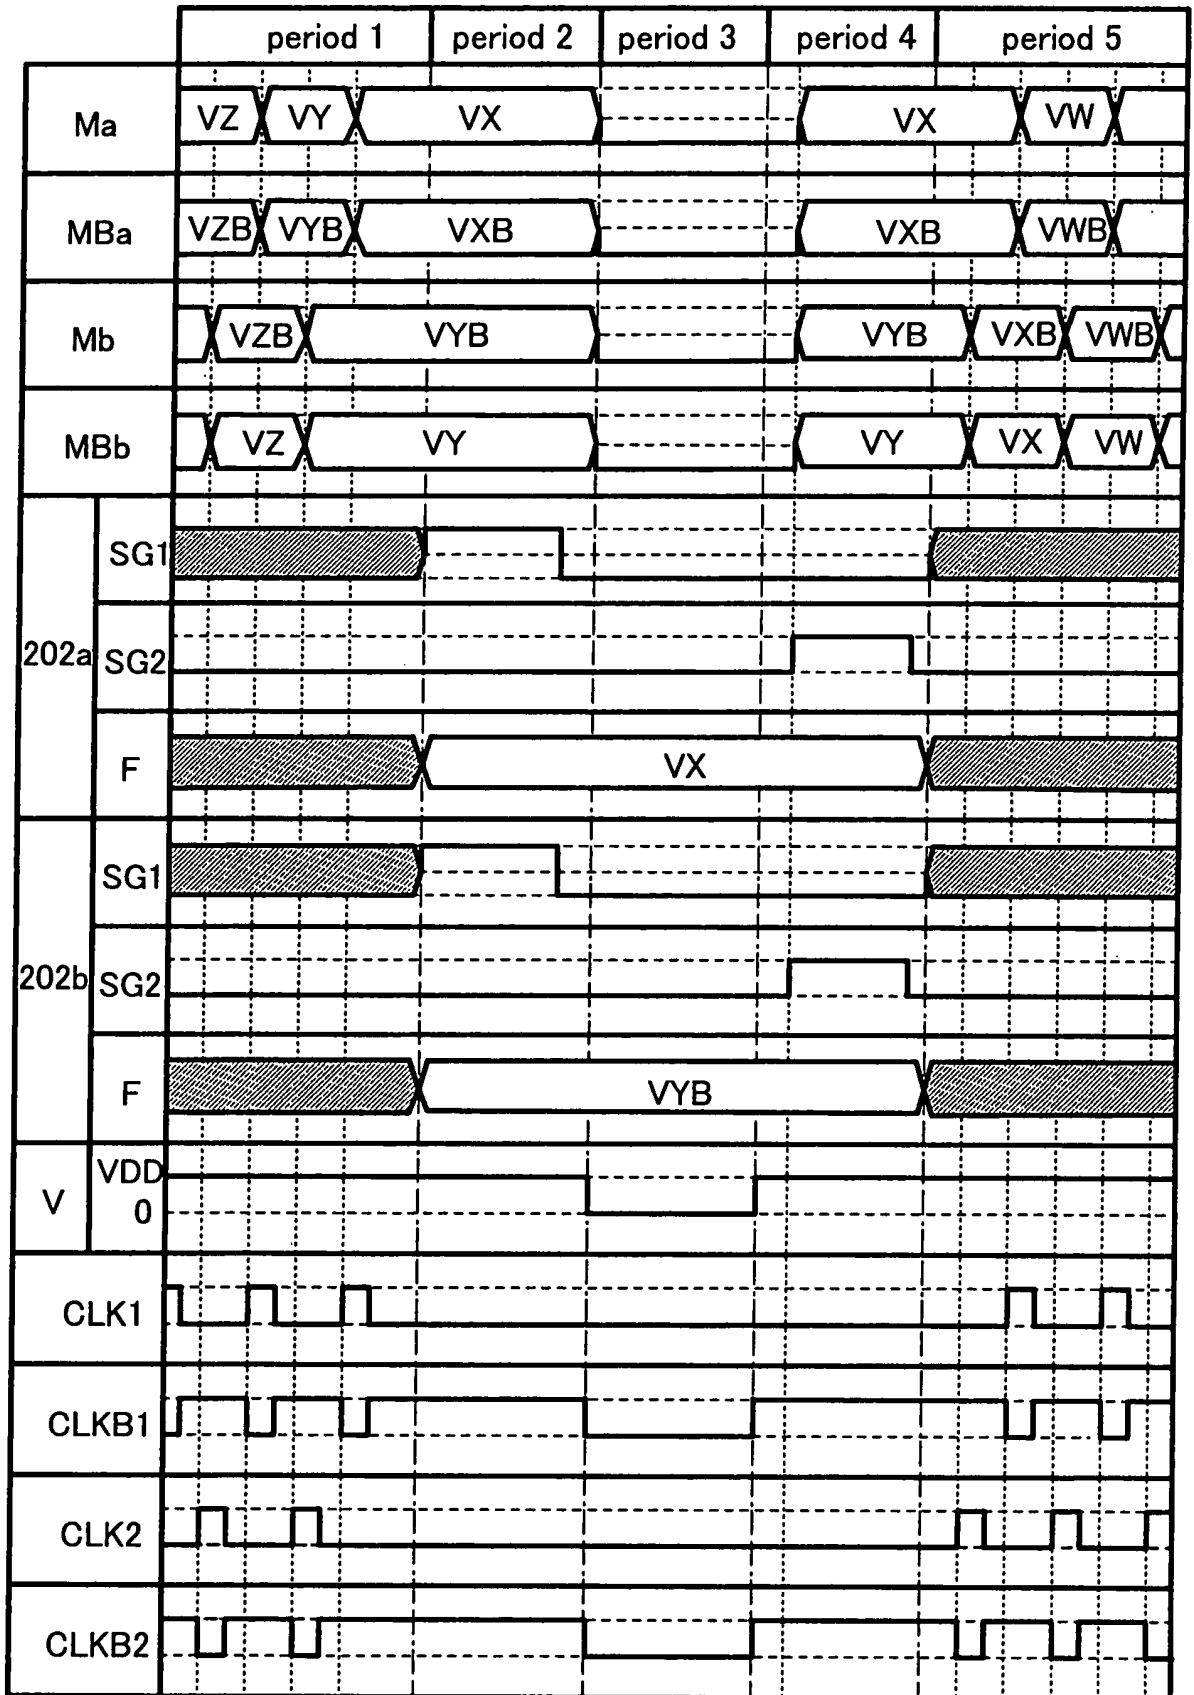 period 1 period 2 period 3 period 4 period 5
Ma VZ VY VX VX VW
MBa VZB VYB VXB VXB VWB
Mb VZB VYB VYB VXB VWB
MBb VZ VY VY VX VW
202a
SG1
SG2
F VX
202b
SG1
SG2
F VYB
V
VDD
0
CLK1
CLKB1
CLK2
CLKB2